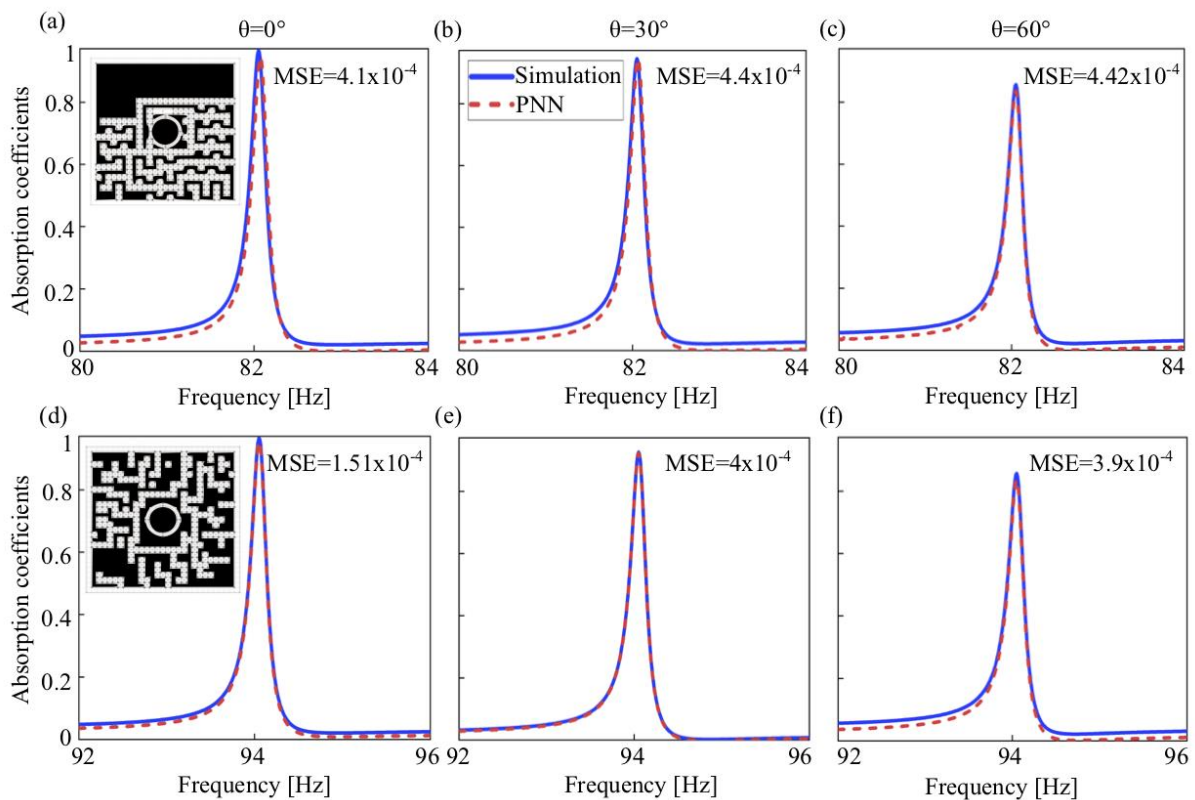 (a) θ=0° (b) θ=30° (c) θ=60°
MSE=4.1x10⁻⁴
Simulation
PNN
MSE=4.4x10⁻⁴
MSE=4.42x10⁻⁴
Absorption coefficients
1
0.8
0.6
0.4
0.2
0
80 82 84
80 82 84
80 82 84
Frequency [Hz] Frequency [Hz] Frequency [Hz]
(d) (e) (f)
MSE=1.51x10⁻⁴
MSE=4x10⁻⁴
MSE=3.9x10⁻⁴
Absorption coefficients
1
0.8
0.6
0.4
0.2
0
92 94 96
92 94 96
92 94 96
Frequency [Hz] Frequency [Hz] Frequency [Hz]